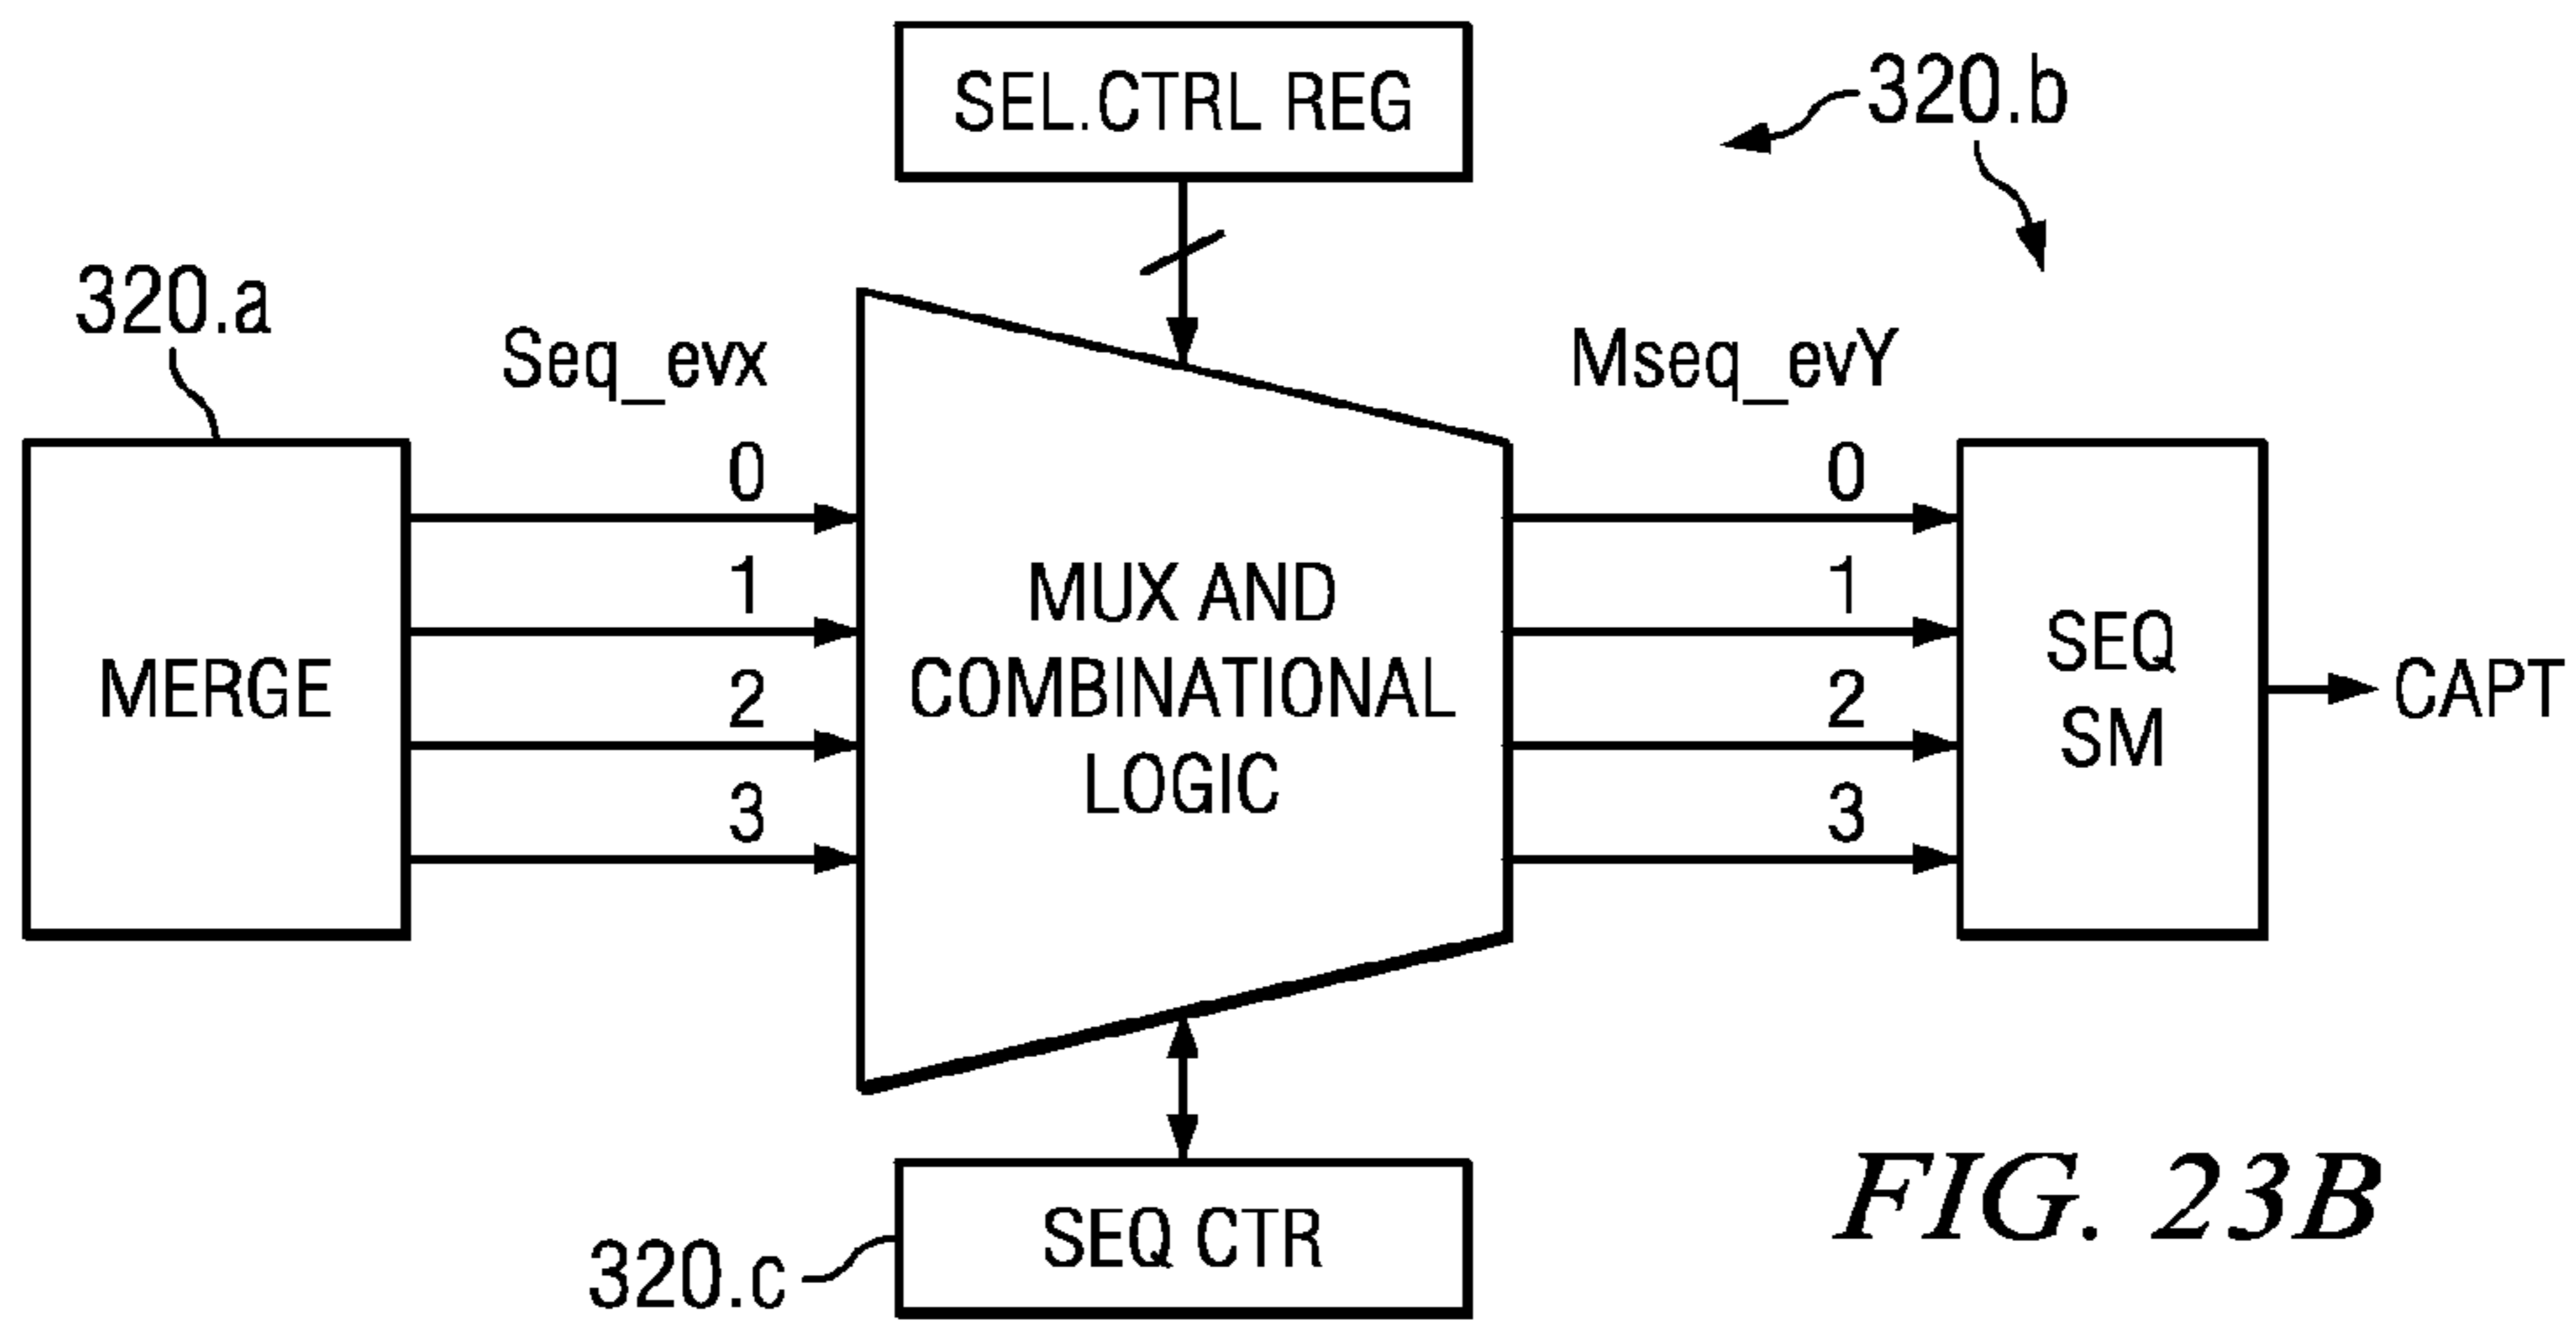 SEL.CTRL REG
320.b
320.a
Seq_evx
Mseq_evY
0
0
1
1
2
2
3
3
MERGE
MUX AND
COMBINATIONAL
LOGIC
SEQ
SM
CAPT
SEQ CTR
320.c
FIG. 23B